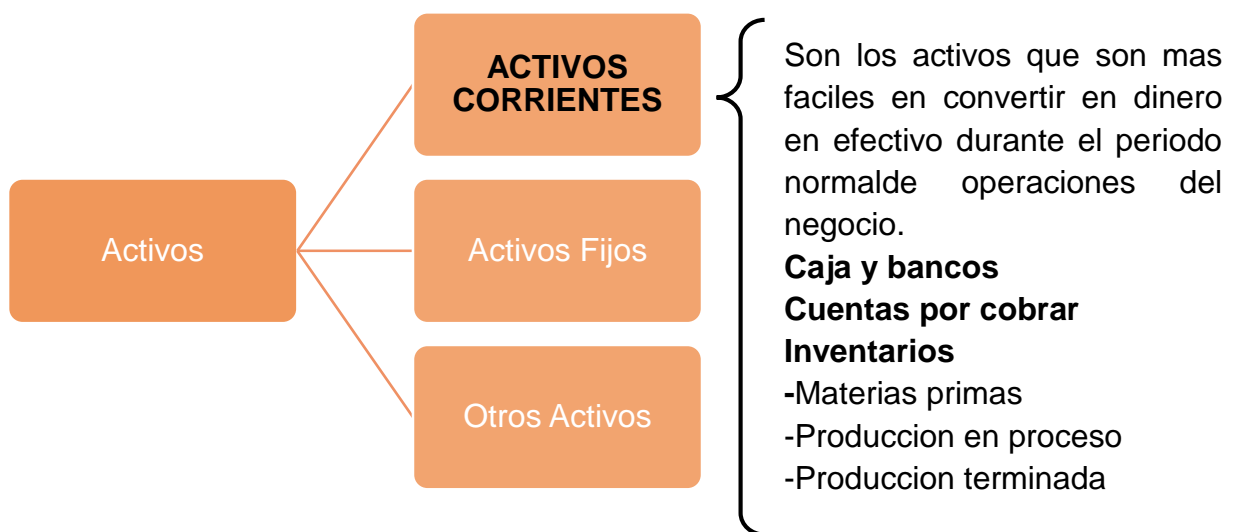 Activos
ACTIVOS
CORRIENTES
Activos Fijos
Otros Activos
Son los activos que son mas
faciles en convertir en dinero
en efectivo durante el periodo
normalde operaciones del
negocio.
Caja y bancos
Cuentas por cobrar
Inventarios
-Materias primas
-Produccion en proceso
-Produccion terminada